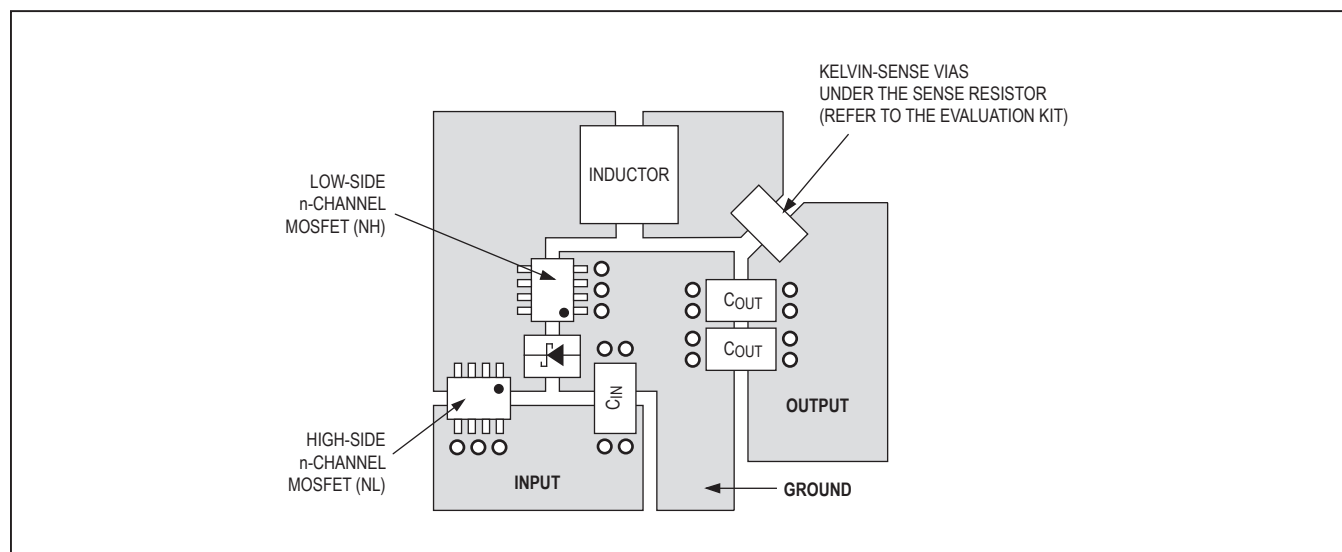 KELVIN-SENSE VIAS
UNDER THE SENSE RESISTOR
(REFER TO THE EVALUATION KIT)
INDUCTOR
LOW-SIDE
n-CHANNEL
MOSFET (NH)
COUT
COUT
CIN
OUTPUT
HIGH-SIDE
n-CHANNEL
MOSFET (NL)
INPUT
GROUND